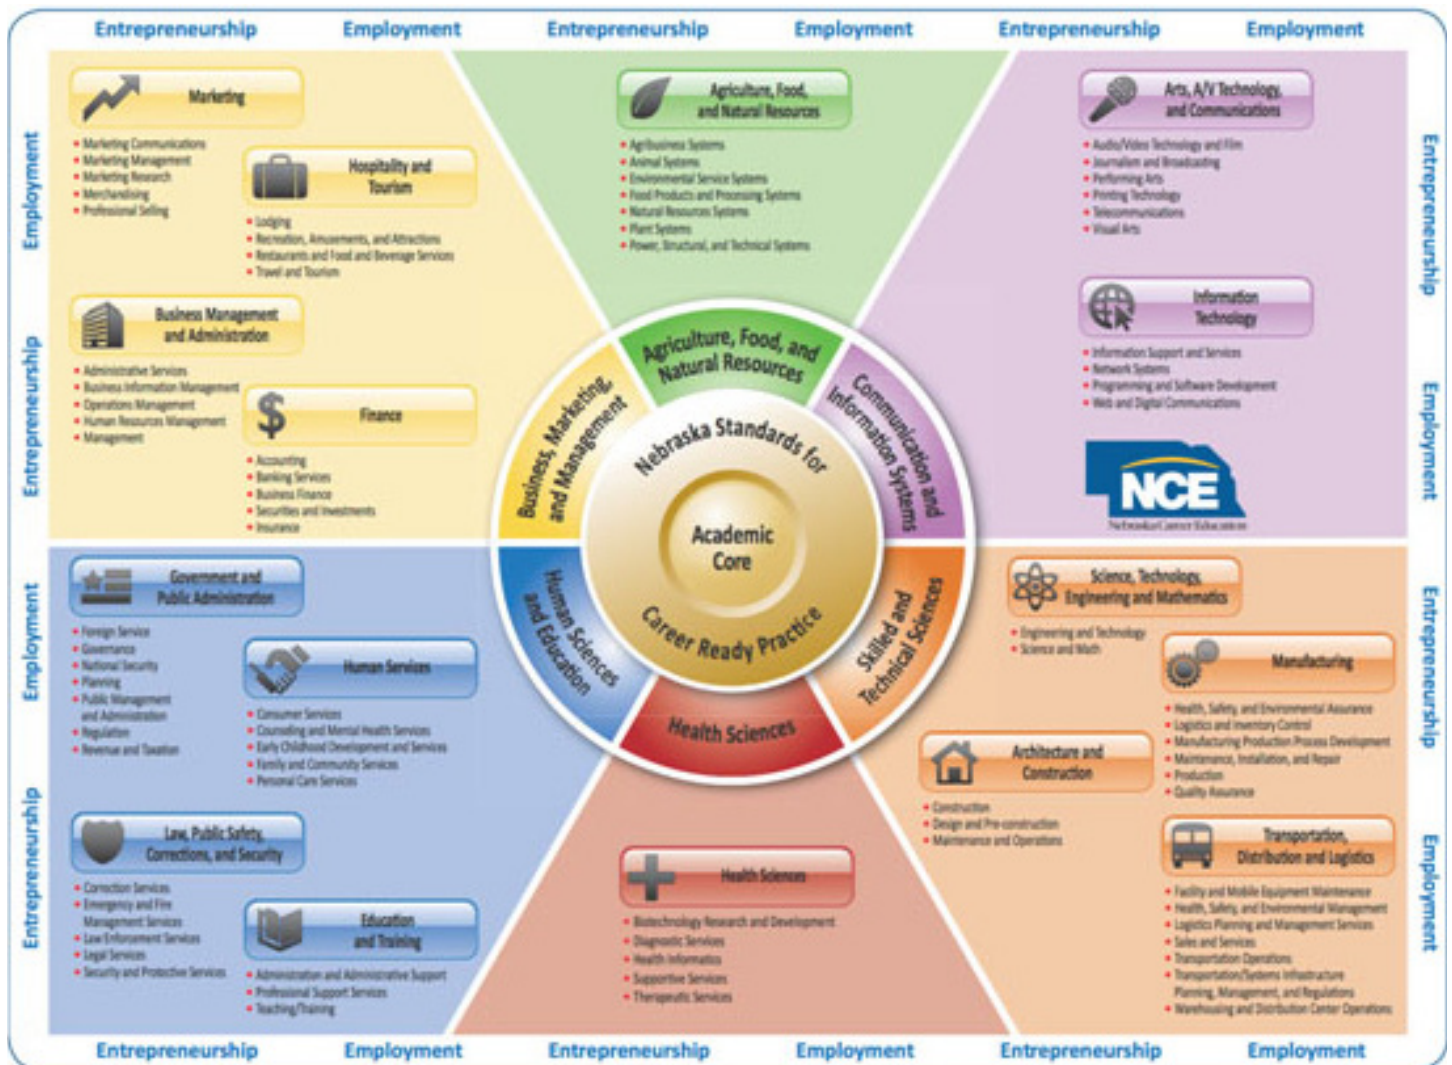 Entrepreneurship Employment Entrepreneurship Employment Entrepreneurship Employment
Employment
Entrepreneurship
Employment
Entrepreneurship
Marketing
Marketing Communications
Marketing Management
Marketing Research
Merchandising
Professional Selling
Hospitality and
Tourism
Lodging
Recreation, Amusements, and Attractions
Restaurants and Food and Beverage Services
Travel and Tourism
Business Management
and Administration
Administrative Services
Business Information Management
Operations Management
Human Resources Management
Management
Finance
Accounting
Banking Services
Business Finance
Securities and Investments
Insurance
Agriculture, Food,
and Natural Resources
Agribusiness Systems
Animal Systems
Environmental Service Systems
Food Products and Processing Systems
Natural Resources Systems
Plant Systems
Power, Structural, and Technical Systems
Arts, A/V Technology,
and Communications
Audio/Video Technology and Film
Journalism and Broadcasting
Performing Arts
Printing Technology
Telecommunications
Visual Arts
Information
Technology
Information Support and Services
Network Systems
Programming and Software Development
Web and Digital Communications
NCE
Nebraska Career Education
Agriculture, Food, and
Natural Resources
Communication and
Information Systems
Skilled and
Technical Sciences
Health Sciences
Human Sciences
and Education
Business, Marketing,
and Management
Nebraska Standards for
Academic
Core
Career Ready Practice
Government and
Public Administration
Foreign Service
Governance
National Security
Planning
Public Management
and Administration
Regulation
Revenue and Taxation
Human Services
Consumer Services
Counseling and Mental Health Services
Early Childhood Development and Services
Family and Community Services
Personal Care Services
Law, Public Safety,
Corrections, and Security
Correction Services
Emergency and Fire
Management Services
Law Enforcement Services
Legal Services
Security and Protective Services
Education
and Training
Administration and Administrative Support
Professional Support Services
Teaching/Training
Health Sciences
Biotechnology Research and Development
Diagnostic Services
Health Informatics
Supportive Services
Therapeutic Services
Science, Technology,
Engineering and Mathematics
Engineering and Technology
Science and Math
Manufacturing
Health, Safety, and Environmental Assurance
Logistics and Inventory Control
Manufacturing Production Process Development
Maintenance, Installation, and Repair
Production
Quality Assurance
Architecture and
Construction
Construction
Design and Pre-construction
Maintenance and Operations
Transportation,
Distribution and Logistics
Facility and Mobile Equipment Maintenance
Health, Safety, and Environmental Management
Logistics Planning and Management Services
Sales and Services
Transportation Operations
Transportation/Systems Infrastructure
Planning, Management, and Regulations
Warehousing and Distribution Center Operations
Entrepreneurship
Employment
Entrepreneurship
Employment
Entrepreneurship Employment Entrepreneurship Employment Entrepreneurship Employment